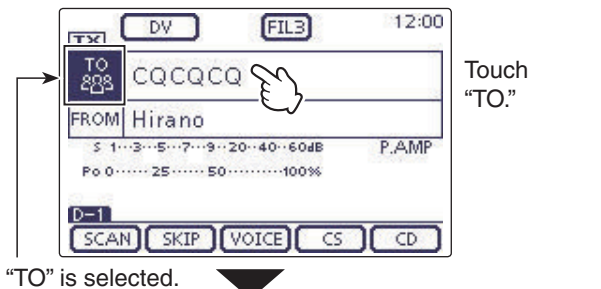 DV FIL3 12:00
TX
TO CQCQCQ
Touch
“TO.”
FROM Hirano
S 1···3···5···7···9··20··40··60dB P.AMP
Po 0······ 25······ 50··········100%
D-1
SCAN SKIP VOICE CS CD
“TO” is selected.